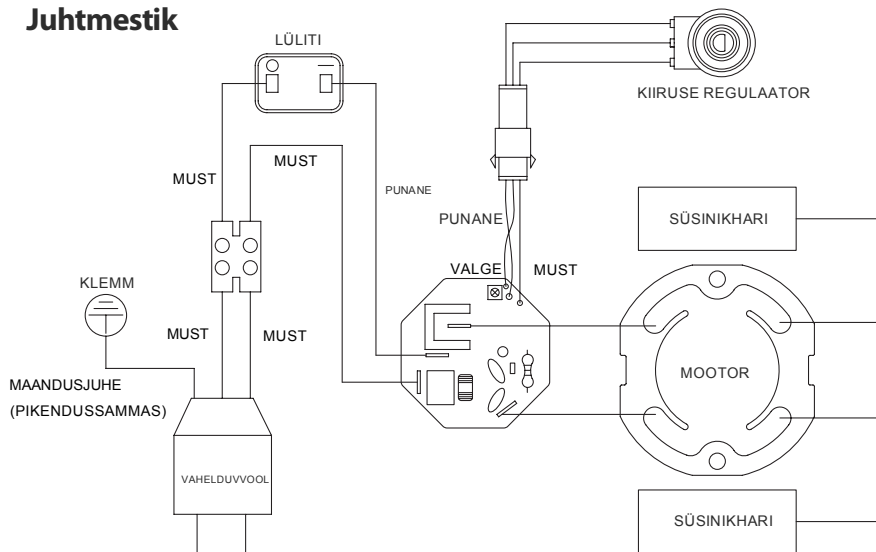 Juhtmestik
LÜLITI
KIIRUSE REGULAATOR
MUST
MUST
PUNANE
SÜSINIKHARI
PUNANE
VALGE
MUST
KLEMM
MUST
MUST
MOOTOR
MAANDUSJUHE
(PIKENDUSSAMMAS)
VAHELDUVVOOL
SÜSINIKHARI